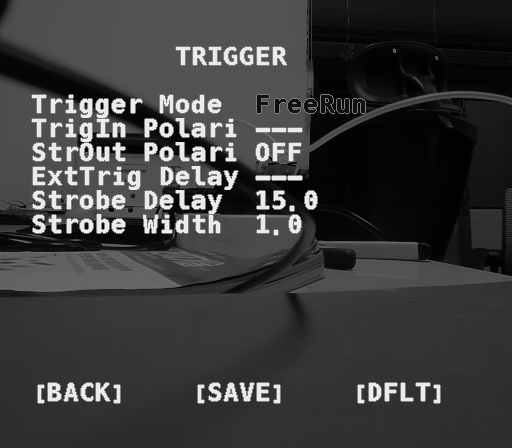 TRIGGER
Trigger Mode FreeRun
TrigIn Polari ---
StrOut Polari OFF
ExtTrig Delay ---
Strobe Delay 15.0
Strobe Width 1.0
[BACK] [SAVE] [DFLT]